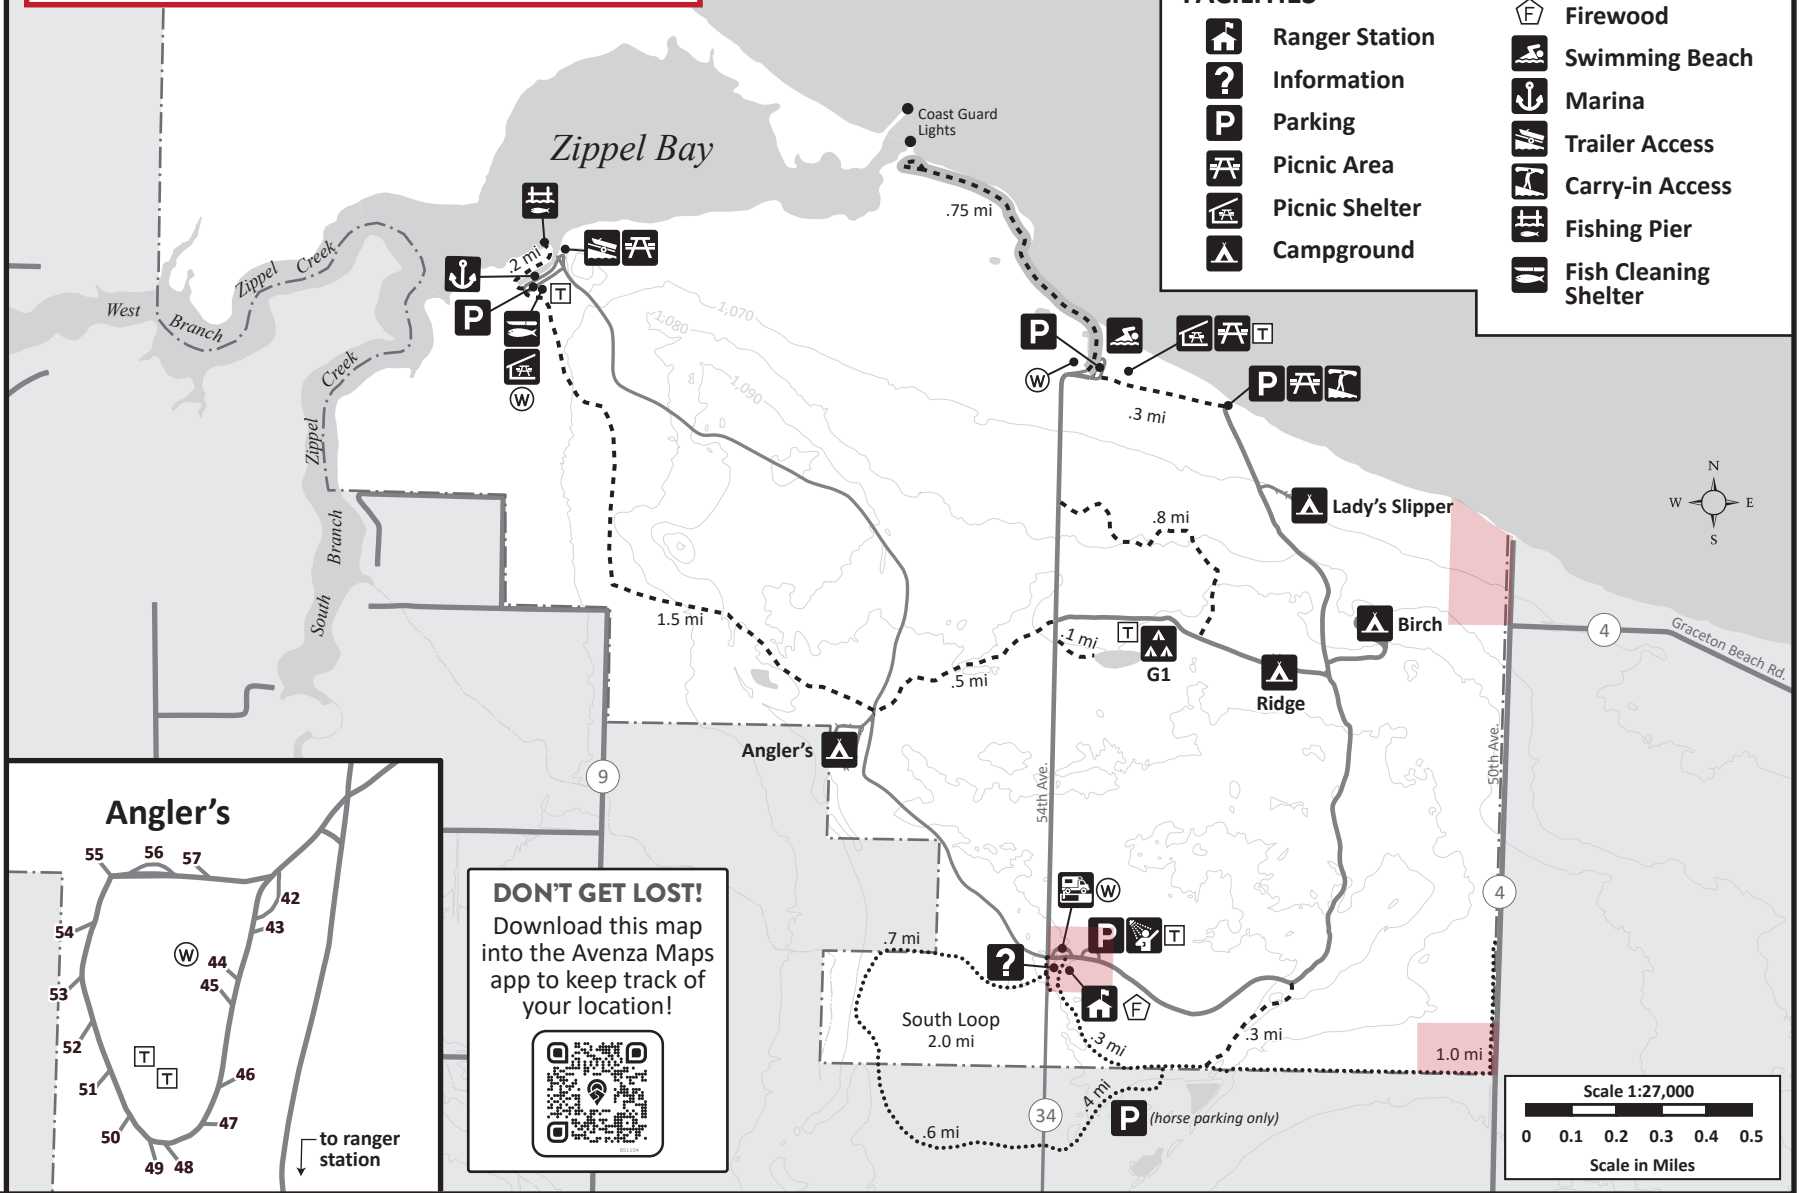 FACILITIES
Ranger Station
Information
Parking
Picnic Area
Picnic Shelter
Campground
Firewood
Swimming Beach
Marina
Trailer Access
Carry-in Access
Fishing Pier
Fish Cleaning
Shelter
F
?
P
Coast Guard
Lights
Zippel Bay
.75 mi
.2 mi
T
P
W
West
Branch
Zippel
Creek
Creek
Zippel
Branch
South
1,070
1,080
1,090
P
W
T
P
.3 mi
N
W
E
S
Lady's Slipper
.8 mi
1.5 mi
.1 mi
T
G1
Birch
4
Graceton Beach Rd.
.5 mi
Ridge
Angler's
54th Ave.
50th Ave.
9
4
W
P
T
?
F
.7 mi
South Loop
2.0 mi
.3 mi
.3 mi
1.0 mi
.4 mi
P
(horse parking only)
34
.6 mi
Angler's
55
56
57
42
43
54
W
44
45
53
52
T
T
51
46
50
47
49
48
to ranger
station
DON'T GET LOST!
Download this map
into the Avenza Maps
app to keep track of
your location!
Scale 1:27,000
0 0.1 0.2 0.3 0.4 0.5
Scale in Miles